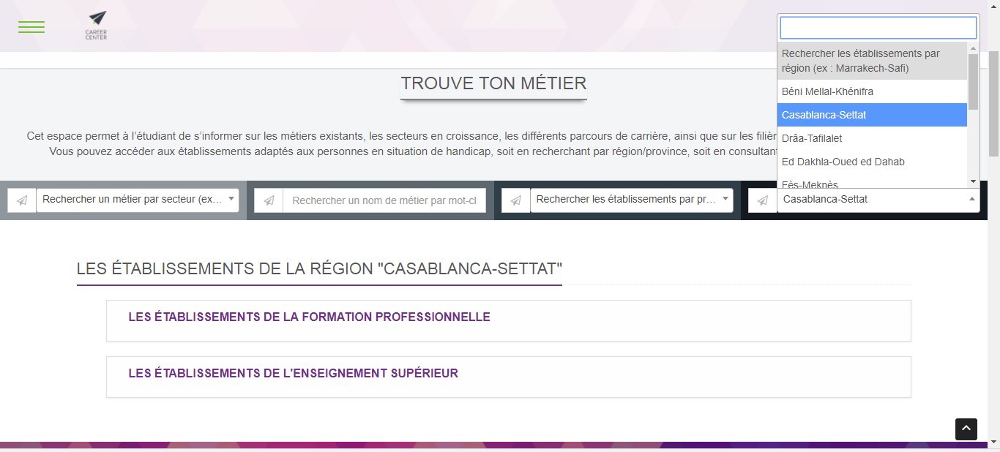 CAREER
CENTER
Rechercher les établissements par
région (ex : Marrakech-Safi)
Béni Mellal-Khénifra
Casablanca-Settat
Drâa-Tafilalet
Ed Dakhla-Oued ed Dahab
Fès-Meknès
TROUVE TON MÉTIER
Cet espace permet à l'étudiant de s'informer sur les métiers existants, les secteurs en croissance, les différents parcours de carrière, ainsi que sur les
Vous pouvez accéder aux établissements adaptés aux personnes en situation de handicap, soit en recherchant par région/province, soit en
Rechercher un métier par secteur (ex...
Rechercher un nom de métier par mot-cl
Rechercher les établissements par pr...
Casablanca-Settat
LES ÉTABLISSEMENTS DE LA RÉGION "CASABLANCA-SETTAT"
LES ÉTABLISSEMENTS DE LA FORMATION PROFESSIONNELLE
LES ÉTABLISSEMENTS DE L'ENSEIGNEMENT SUPÉRIEUR